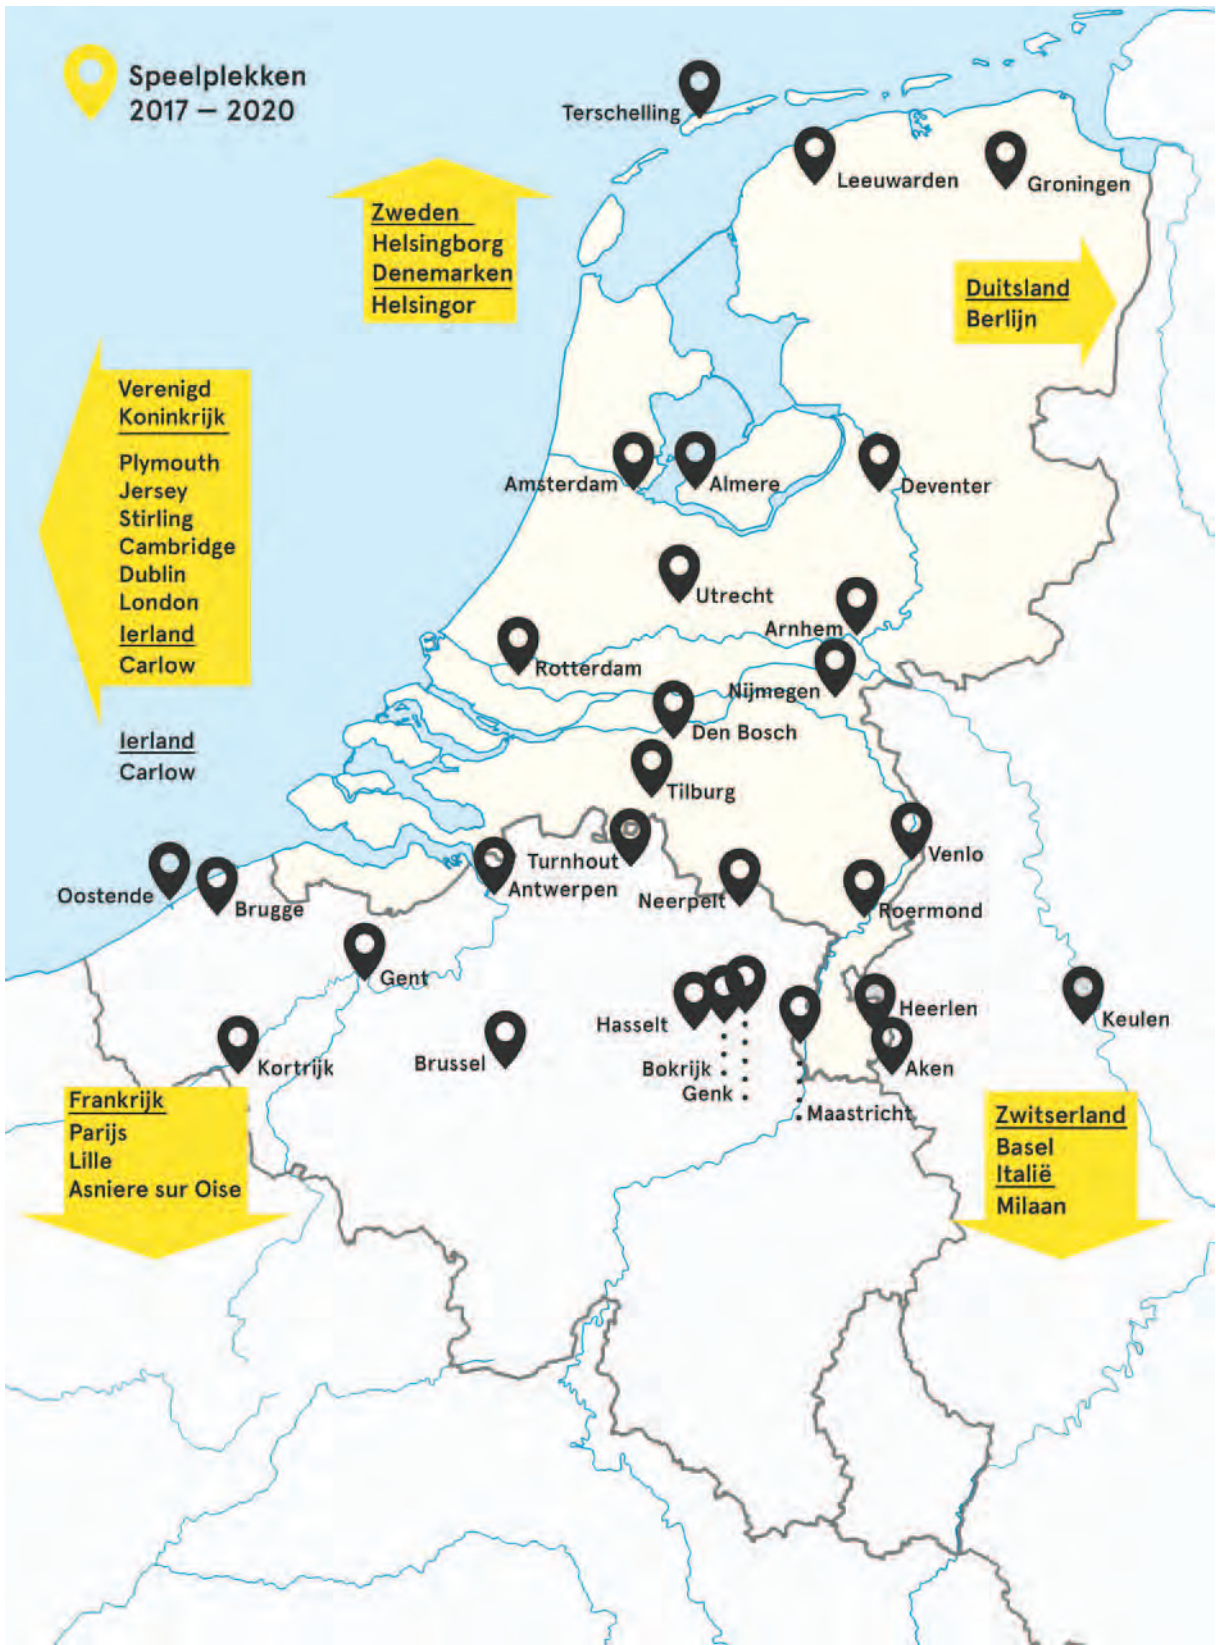 Speelplekken
2017 – 2020
Terschelling
Leeuwarden
Groningen
Zweden
Helsingborg
Denemarken
Helsingor
Duitsland
Berlijn
Verenigd
Koninkrijk
Plymouth
Jersey
Stirling
Cambridge
Dublin
London
Ierland
Carlow
Ierland
Carlow
Amsterdam
Almere
Deventer
Utrecht
Arnhem
Rotterdam
Nijmegen
Den Bosch
Tilburg
Venlo
Turnhout
Antwerpen
Neerpelt
Roermond
Oostende
Brugge
Gent
Hasselt
Heerlen
Keulen
Kortrijk
Brussel
Bokrijk
Aken
Genk
Maastricht
Frankrijk
Parijs
Lille
Asniere sur Oise
Zwitserland
Basel
Italië
Milaan